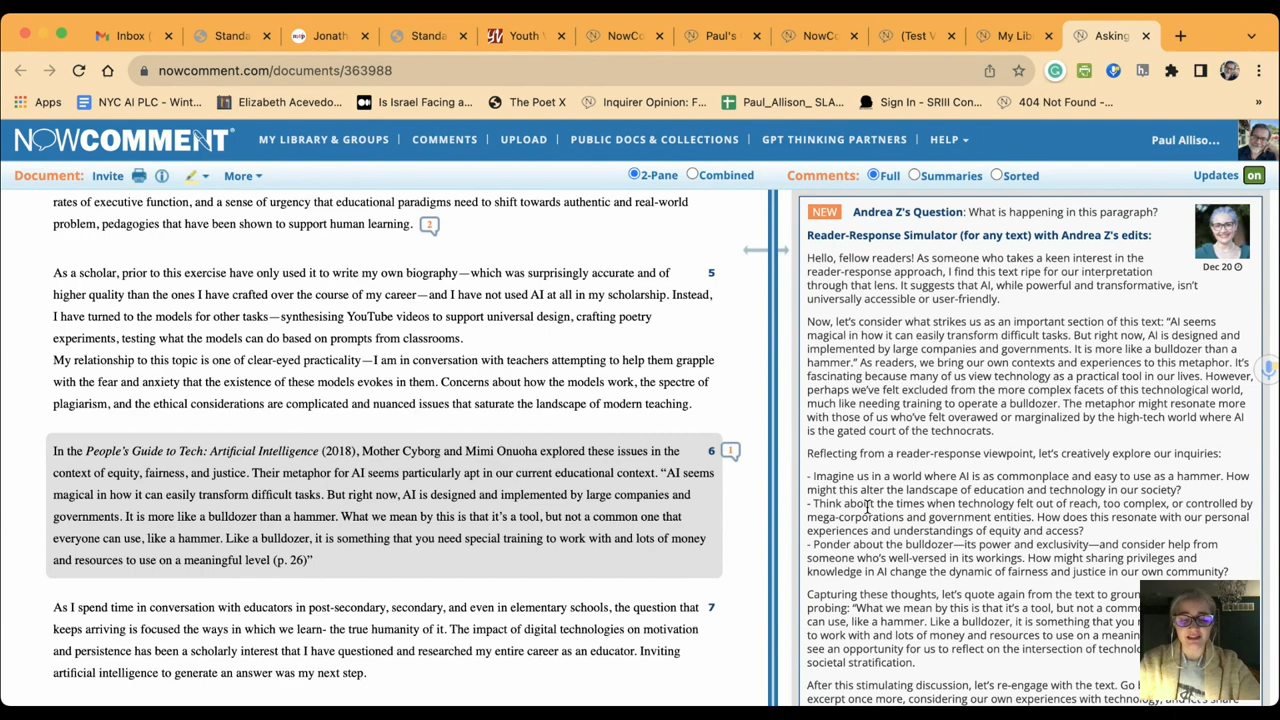 Inbox (
Standa
Jonath
Standa
Youth V
NowCo
Paul's
NowCo
(Test V
My Lib
Asking
nowcomment.com/documents/363988
Apps
NYC AI PLC - Wint...
Elizabeth Acevedo...
Is Israel Facing a...
The Poet X
Inquirer Opinion: F...
Paul_Allison_ SLA...
Sign In - SRIII Con...
404 Not Found -...
»
NOWCOMMENT®
MY LIBRARY & GROUPS | COMMENTS | UPLOAD | PUBLIC DOCS & COLLECTIONS | GPT THINKING PARTNERS | HELP
Paul Alliso...
Document: Invite More
2-Pane Combined
Comments: Full Summaries Sorted
Updates on
rates of executive function, and a sense of urgency that educational paradigms need to shift towards authentic and real-world
problem, pedagogies that have been shown to support human learning. 2
As a scholar, prior to this exercise have only used it to write my own biography—which was surprisingly accurate and of 5
higher quality than the ones I have crafted over the course of my career—and I have not used AI at all in my scholarship. Instead,
I have turned to the models for other tasks—synthesising YouTube videos to support universal design, crafting poetry
experiments, testing what the models can do based on prompts from classrooms.
My relationship to this topic is one of clear-eyed practicality—I am in conversation with teachers attempting to help them grapple
with the fear and anxiety that the existence of these models evokes in them. Concerns about how the models work, the spectre of
plagiarism, and the ethical considerations are complicated and nuanced issues that saturate the landscape of modern teaching.
In the People's Guide to Tech: Artificial Intelligence (2018), Mother Cyborg and Mimi Onuoha explored these issues in the 6 1
context of equity, fairness, and justice. Their metaphor for AI seems particularly apt in our current educational context. “AI seems
magical in how it can easily transform difficult tasks. But right now, AI is designed and implemented by large companies and
governments. It is more like a bulldozer than a hammer. What we mean by this is that it’s a tool, but not a common one that
everyone can use, like a hammer. Like a bulldozer, it is something that you need special training to work with and lots of money
and resources to use on a meaningful level (p. 26)”
As I spend time in conversation with educators in post-secondary, secondary, and even in elementary schools, the question that 7
keeps arriving is focused the ways in which we learn- the true humanity of it. The impact of digital technologies on motivation
and persistence has been a scholarly interest that I have questioned and researched my entire career as an educator. Inviting
artificial intelligence to generate an answer was my next step.
NEW Andrea Z's Question: What is happening in this paragraph?
Reader-Response Simulator (for any text) with Andrea Z's edits:
Dec 20
Hello, fellow readers! As someone who takes a keen interest in the
reader-response approach, I find this text ripe for our interpretation
through that lens. It suggests that AI, while powerful and transformative, isn’t
universally accessible or user-friendly.
Now, let’s consider what strikes us as an important section of this text: “AI seems
magical in how it can easily transform difficult tasks. But right now, AI is designed and
implemented by large companies and governments. It is more like a bulldozer than a
hammer.” As readers, we bring our own contexts and experiences to this metaphor. It’s
fascinating because many of us view technology as a practical tool in our lives. However,
perhaps we’ve felt excluded from the more complex facets of this technological world,
much like needing training to operate a bulldozer. The metaphor might resonate more
with those of us who’ve felt overawed or marginalized by the high-tech world where AI
is the gated court of the technocrats.
Reflecting from a reader-response viewpoint, let’s creatively explore our inquiries:
- Imagine us in a world where AI is as commonplace and easy to use as a hammer. How
might this alter the landscape of education and technology in our society?
- Think about the times when technology felt out of reach, too complex, or controlled by
mega-corporations and government entities. How does this resonate with our personal
experiences and understandings of equity and access?
- Ponder about the bulldozer—its power and exclusivity—and consider help from
someone who’s well-versed in its workings. How might sharing privileges and
knowledge in AI change the dynamic of fairness and justice in our own community?
Capturing these thoughts, let’s quote again from the text to groun
probing: “What we mean by this is that it’s a tool, but not a commo
can use, like a hammer. Like a bulldozer, it is something that you n
to work with and lots of money and resources to use on a meanin
see an opportunity for us to reflect on the intersection of technolo
societal stratification.
After this stimulating discussion, let’s re-engage with the text. Go b
excerpt once more, considering our own experiences with technology, and let’s share